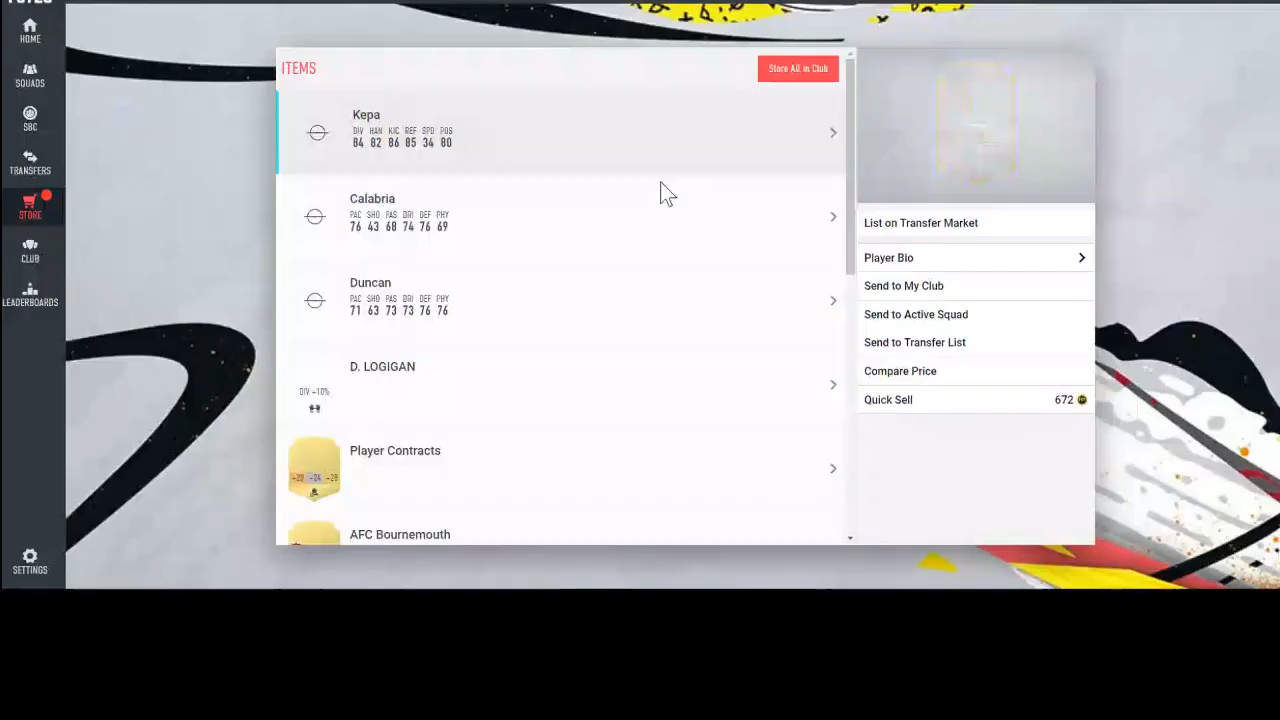 HOME
SQUADS
SBC
TRANSFERS
STORE
CLUB
LEADERBOARDS
SETTINGS
ITEMS
Store All in Club
Kepa
DIV HAN KIC REF SPD POS
84 82 86 85 34 80
Calabria
PAC SHO PAS DRI DEF PHY
76 43 68 74 76 69
Duncan
PAC SHO PAS DRI DEF PHY
71 63 73 73 76 76
D. LOGIGAN
DIV +10%
Player Contracts
+28 +24 +28
AFC Bournemouth
List on Transfer Market
Player Bio
Send to My Club
Send to Active Squad
Send to Transfer List
Compare Price
Quick Sell 672